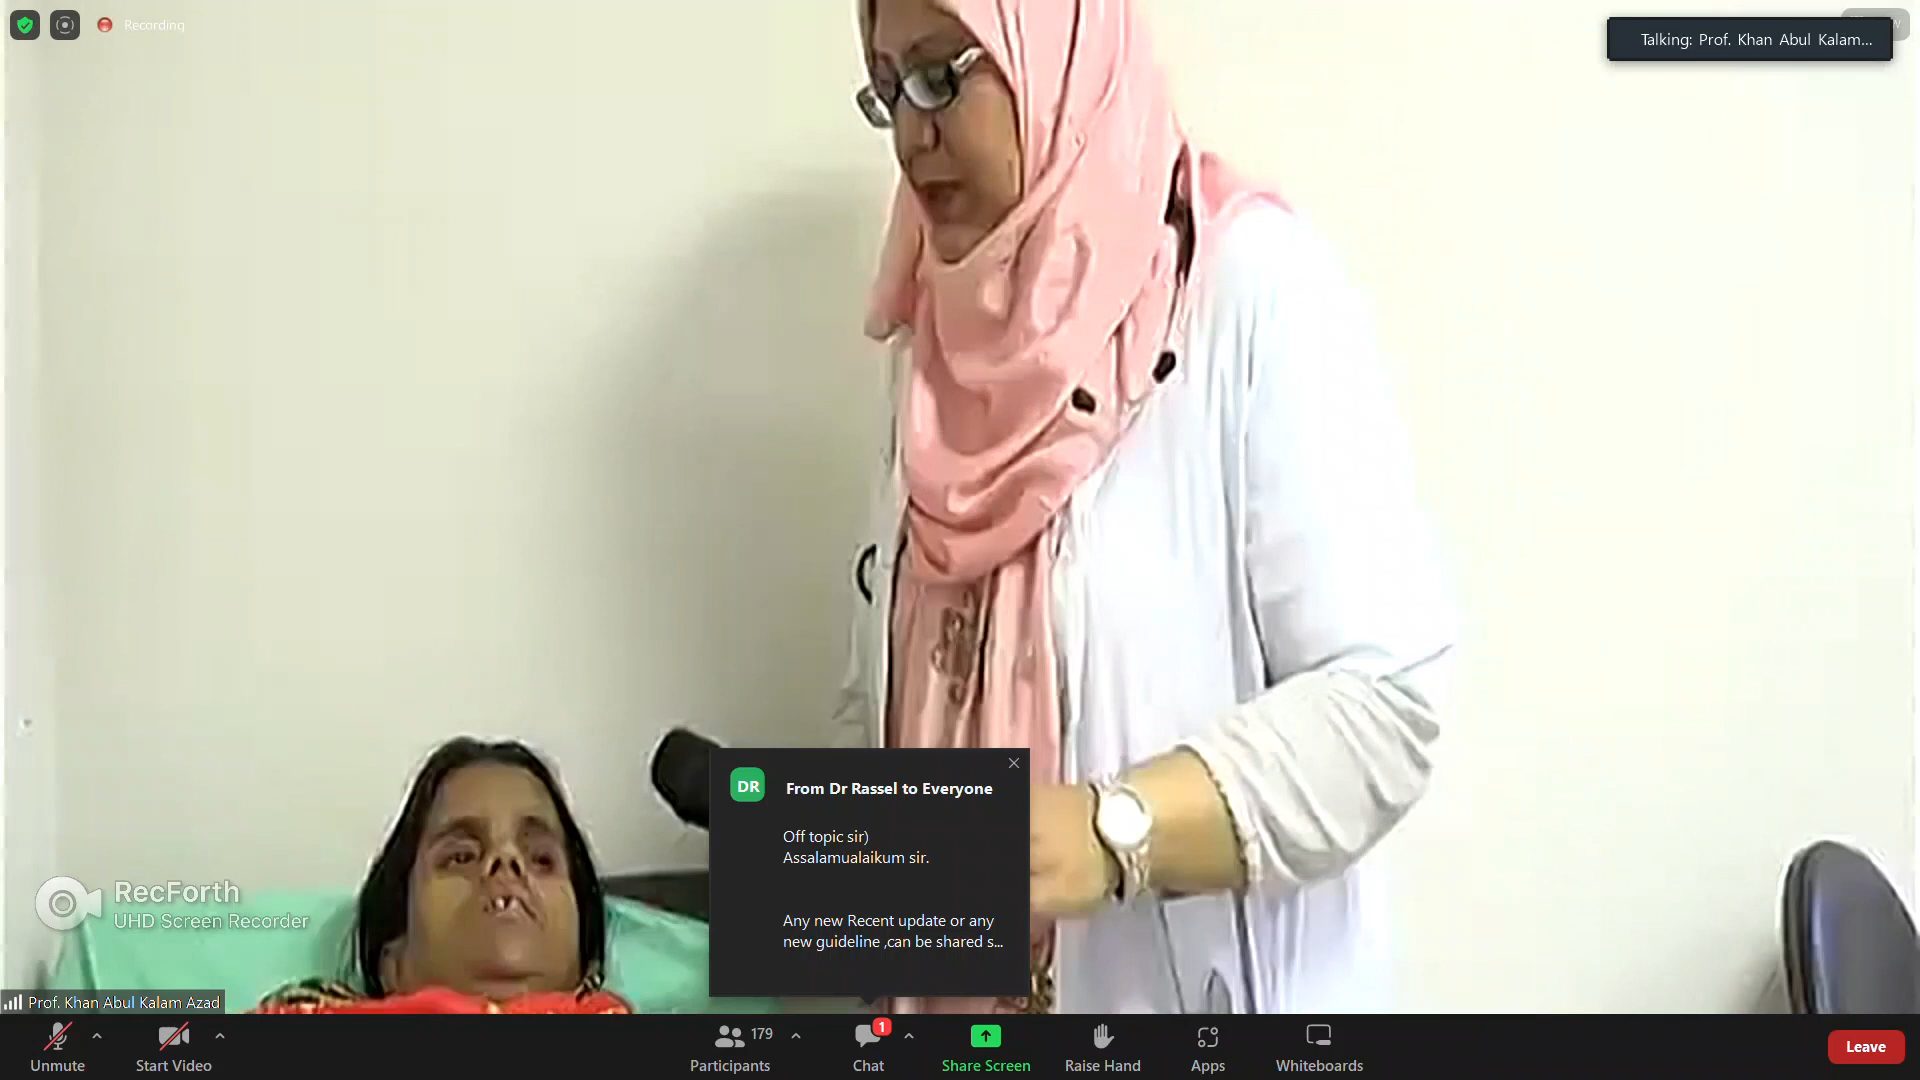 Recording
Talking: Prof. Khan Abul Kalam...
DR
From Dr Rassel to Everyone
Off topic sir)
Assalamualaikum sir.
Any new Recent update or any
new guideline ,can be shared s...
RecForth
UHD Screen Recorder
Prof. Khan Abul Kalam Azad
Unmute
Start Video
179
Participants
1
Chat
Share Screen
Raise Hand
Apps
Whiteboards
Leave